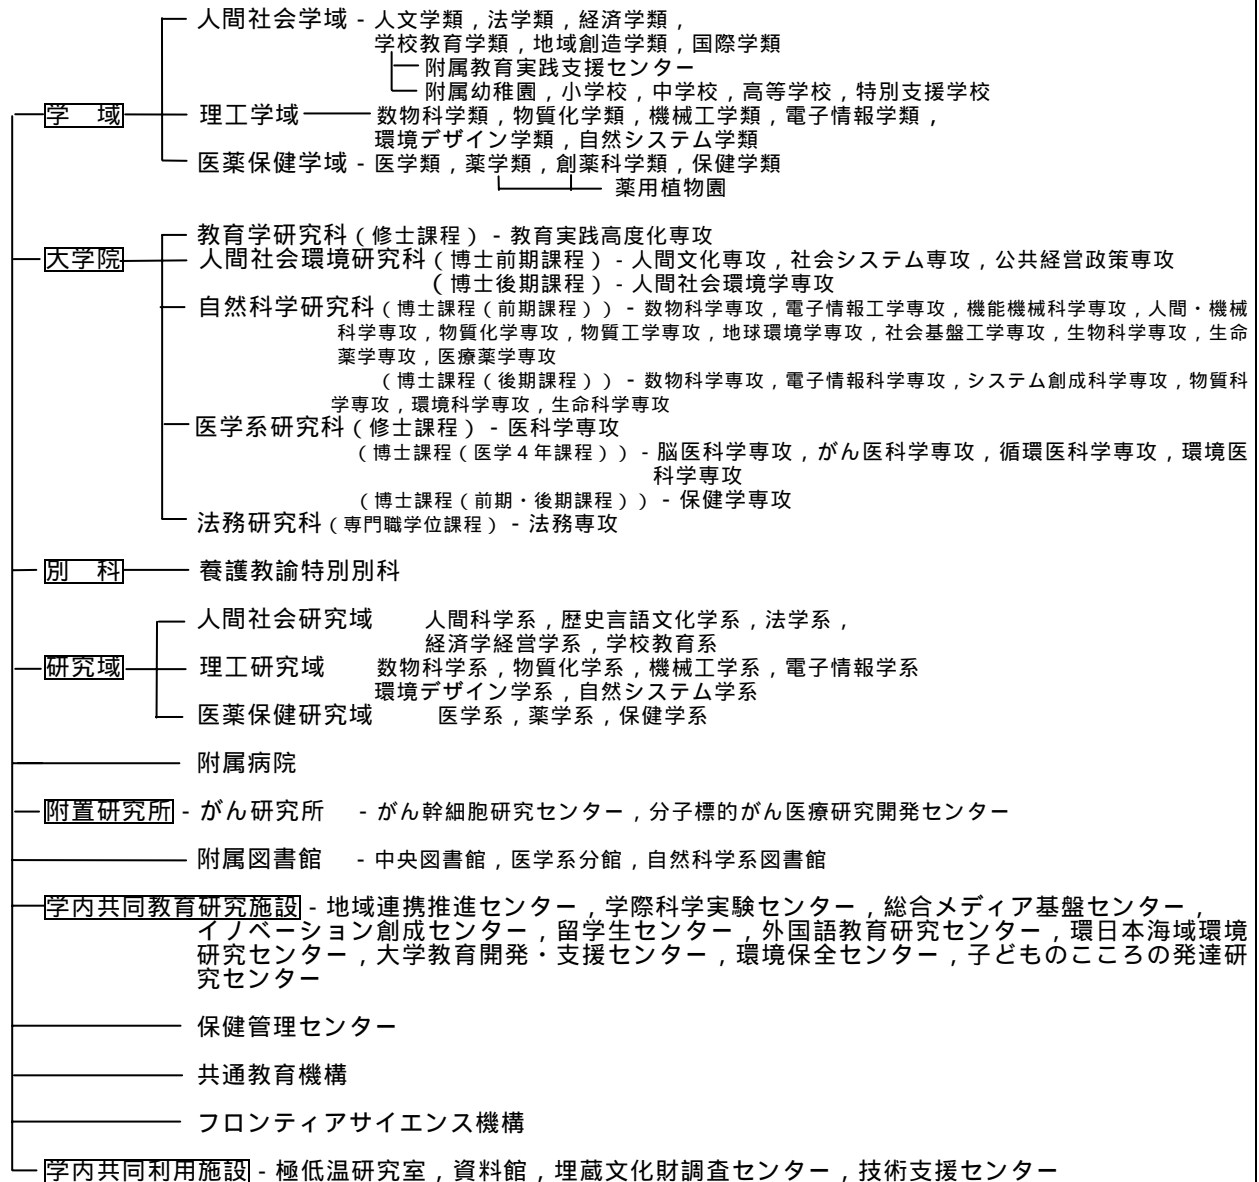 人間社会学域 - 人文学類，法学類，経済学類，
学校教育学類，地域創造学類，国際学類
附属教育実践支援センター
附属幼稚園，小学校，中学校，高等学校，特別支援学校
学　域　理工学域　数物科学類，物質化学類，機械工学類，電子情報学類，
環境デザイン学類，自然システム学類
医薬保健学域 - 医学類，薬学類，創薬科学類，保健学類
薬用植物園
教育学研究科（修士課程） - 教育実践高度化専攻
大学院　人間社会環境研究科（博士前期課程） - 人間文化専攻，社会システム専攻，公共経営政策専攻
（博士後期課程） - 人間社会環境学専攻
自然科学研究科（博士課程（前期課程）） - 数物科学専攻，電子情報工学専攻，機能機械科学専攻，人間・機械
科学専攻，物質化学専攻，物質工学専攻，地球環境学専攻，社会基盤工学専攻，生物科学専攻，生命
薬学専攻，医療薬学専攻
（博士課程（後期課程）） - 数物科学専攻，電子情報科学専攻，システム創成科学専攻，物質科
学専攻，環境科学専攻，生命科学専攻
医学系研究科（修士課程） - 医科学専攻
（博士課程（医学４年課程）） - 脳医科学専攻，がん医科学専攻，循環医科学専攻，環境医
科学専攻
（博士課程（前期・後期課程）） - 保健学専攻
法務研究科（専門職学位課程） - 法務専攻
別　科　養護教諭特別別科
人間社会研究域　人間科学系，歴史言語文化学系，法学系，
経済学経営学系，学校教育系
研究域　理工研究域　数物科学系，物質化学系，機械工学系，電子情報学系
環境デザイン学系，自然システム学系
医薬保健研究域　医学系，薬学系，保健学系
附属病院
附置研究所 - がん研究所　- がん幹細胞研究センター，分子標的がん医療研究開発センター
附属図書館　- 中央図書館，医学系分館，自然科学系図書館
学内共同教育研究施設 - 地域連携推進センター，学際科学実験センター，総合メディア基盤センター，
イノベーション創成センター，留学生センター，外国語教育研究センター，環日本海域環境
研究センター，大学教育開発・支援センター，環境保全センター，子どものこころの発達研
究センター
保健管理センター
共通教育機構
フロンティアサイエンス機構
学内共同利用施設 - 極低温研究室，資料館，埋蔵文化財調査センター，技術支援センター